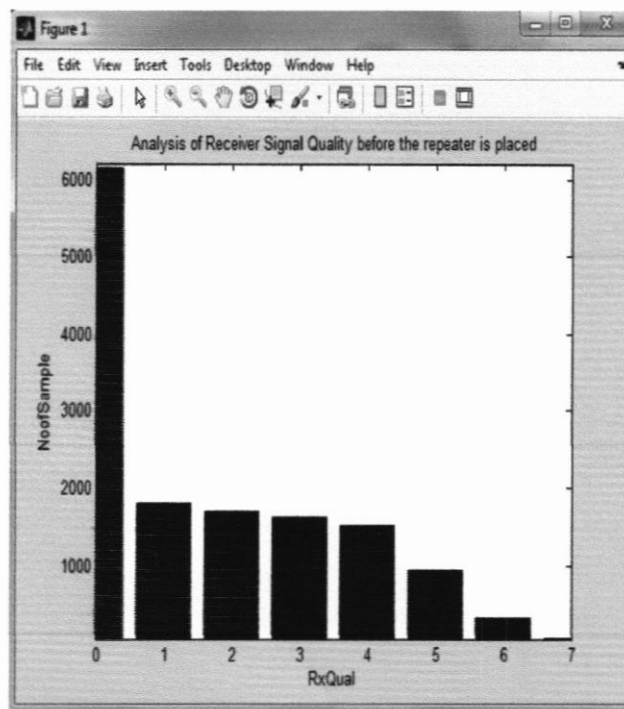 Figure 1
File Edit View Insert Tools Desktop Window Help
Analysis of Receiver Signal Quality before the repeater is placed
6000
5000
4000
3000
2000
1000
NoofSample
0 1 2 3 4 5 6 7
RxQual